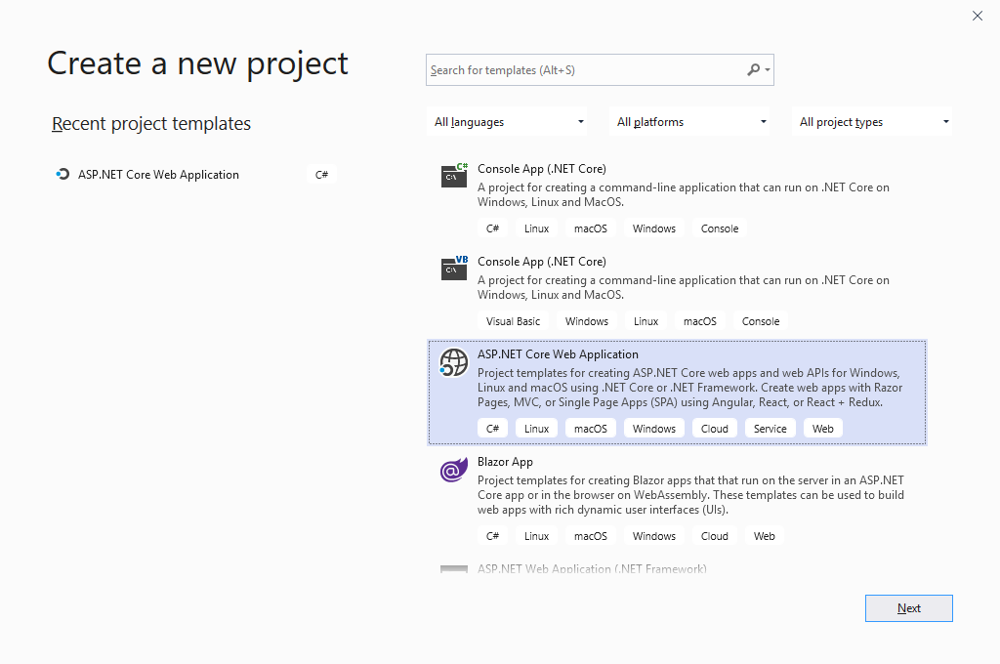 Create a new project
Search for templates (Alt+S)
Recent project templates
All languages
All platforms
All project types
ASP.NET Core Web Application
C#
C#
C:\
Console App (.NET Core)
A project for creating a command-line application that can run on .NET Core on
Windows, Linux and MacOS.
C# Linux macOS Windows Console
VB
C:\
Console App (.NET Core)
A project for creating a command-line application that can run on .NET Core on
Windows, Linux and MacOS.
Visual Basic Windows Linux macOS Console
ASP.NET Core Web Application
Project templates for creating ASP.NET Core web apps and web APIs for Windows,
Linux and macOS using .NET Core or .NET Framework. Create web apps with Razor
Pages, MVC, or Single Page Apps (SPA) using Angular, React, or React + Redux.
C# Linux macOS Windows Cloud Service Web
@
Blazor App
Project templates for creating Blazor apps that that run on the server in an ASP.NET
Core app or in the browser on WebAssembly. These templates can be used to build
web apps with rich dynamic user interfaces (UIs).
C# Linux macOS Windows Cloud Web
ASP.NET Web Application (.NET Framework)
Next